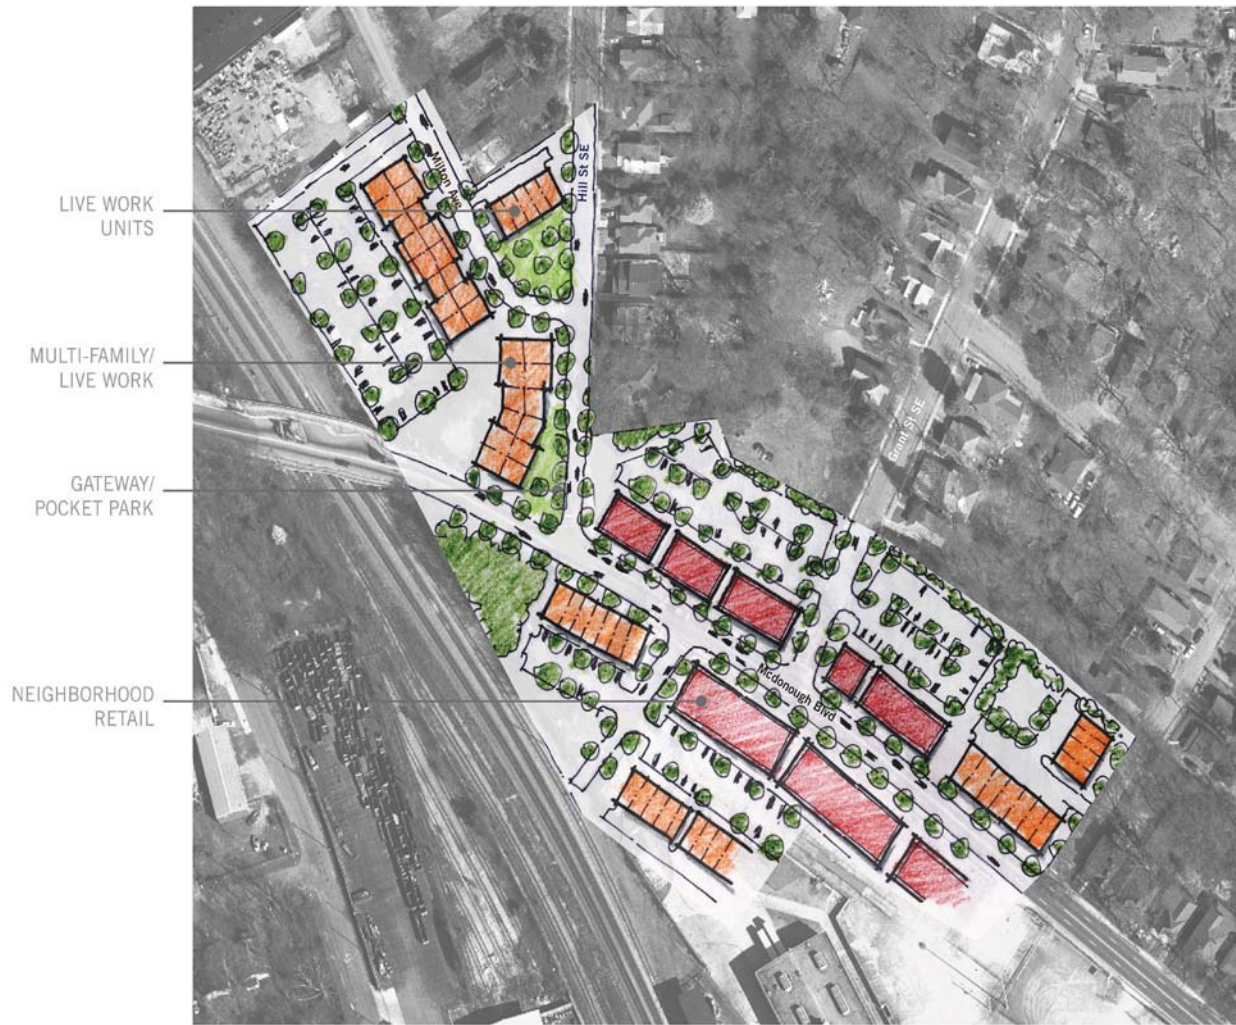 LIVE WORK
UNITS
MULTI-FAMILY/
LIVE WORK
GATEWAY/
POCKET PARK
NEIGHBORHOOD
RETAIL
Milton Ave
Hill St SE
Grant St SE
Mcdonough Blvd